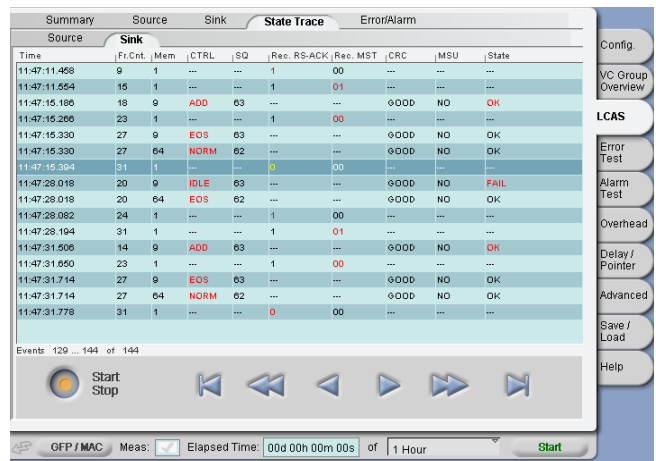 Summary Source Sink State Trace Error/Alarm
Source Sink
Time Fr.Cnt. Mem CTRL SQ Rec. RS-ACK Rec. MST CRC MSU State
11:47:11.458 9 1 --- --- 1 00 --- --- ---
11:47:11.554 15 1 --- --- 1 01 --- --- ---
11:47:15.186 18 9 ADD 63 --- --- GOOD NO OK
11:47:15.266 23 1 --- --- 1 00 --- --- ---
11:47:15.330 27 9 EOS 63 --- --- GOOD NO OK
11:47:15.330 27 64 NORM 62 --- --- GOOD NO OK
11:47:15.394 31 1 --- --- 0 00 --- --- ---
11:47:28.018 20 9 IDLE 63 --- --- GOOD NO FAIL
11:47:28.018 20 64 EOS 62 --- --- GOOD NO OK
11:47:28.082 24 1 --- --- 1 00 --- --- ---
11:47:28.194 31 1 --- --- 1 01 --- --- ---
11:47:31.506 14 9 ADD 63 --- --- GOOD NO OK
11:47:31.650 23 1 --- --- 1 00 --- --- ---
11:47:31.714 27 9 EOS 63 --- --- GOOD NO OK
11:47:31.714 27 64 NORM 62 --- --- GOOD NO OK
11:47:31.778 31 1 --- --- 0 00 --- --- ---
Events 129 ... 144 of 144
Start
Stop
Config.
VC Group
Overview
LCAS
Error
Test
Alarm
Test
Overhead
Delay /
Pointer
Advanced
Save /
Load
Help
GFP / MAC Meas: Elapsed Time: 00d 00h 00m 00s of 1 Hour Start